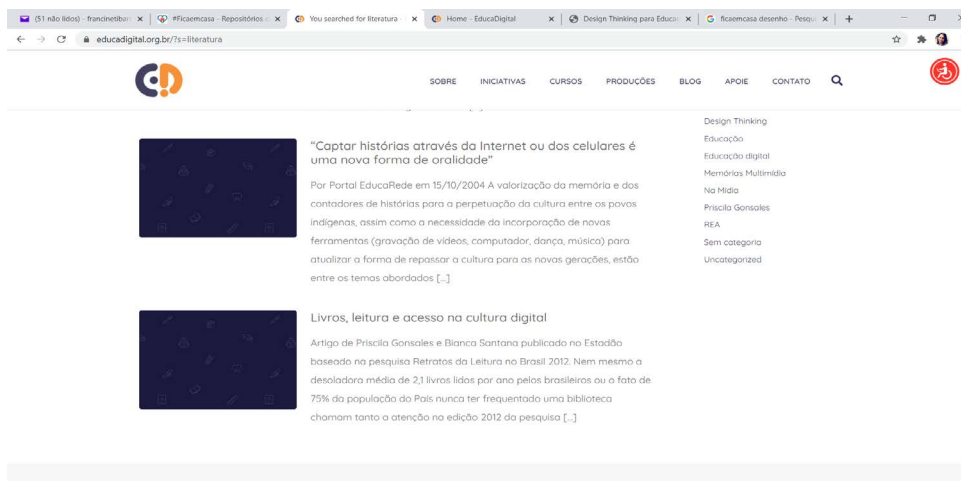 (51 não lidos) - francinetiban
#Ficaemcasa - Repositórios d
You searched for literatura -
Home - EducaDigital
Design Thinking para Educar
ficaemcasa desenho - Pesqui
educadigital.org.br/?s=literatura
SOBRE INICIATIVAS CURSOS PRODUÇÕES BLOG APOIE CONTATO
“Captar histórias através da Internet ou dos celulares é
uma nova forma de oralidade”
Por Portal EducaRede em 15/10/2004 A valorização da memória e dos
contadores de histórias para a perpetuação da cultura entre os povos
indígenas, assim como a necessidade da incorporação de novas
ferramentas (gravação de vídeos, computador, dança, música) para
atualizar a forma de repassar a cultura para as novas gerações, estão
entre os temas abordados [...]
Livros, leitura e acesso na cultura digital
Artigo de Priscila Gonsales e Bianca Santana publicado no Estadão
baseado na pesquisa Retratos da Leitura no Brasil 2012. Nem mesmo a
desoladora média de 2,1 livros lidos por ano pelos brasileiros ou o fato de
75% da população do País nunca ter frequentado uma biblioteca
chamam tanto a atenção na edição 2012 da pesquisa [...]
Design Thinking
Educação
Educação digital
Memórias Multimídia
Na Mídia
Priscila Gonsales
REA
Sem categoria
Uncategorized